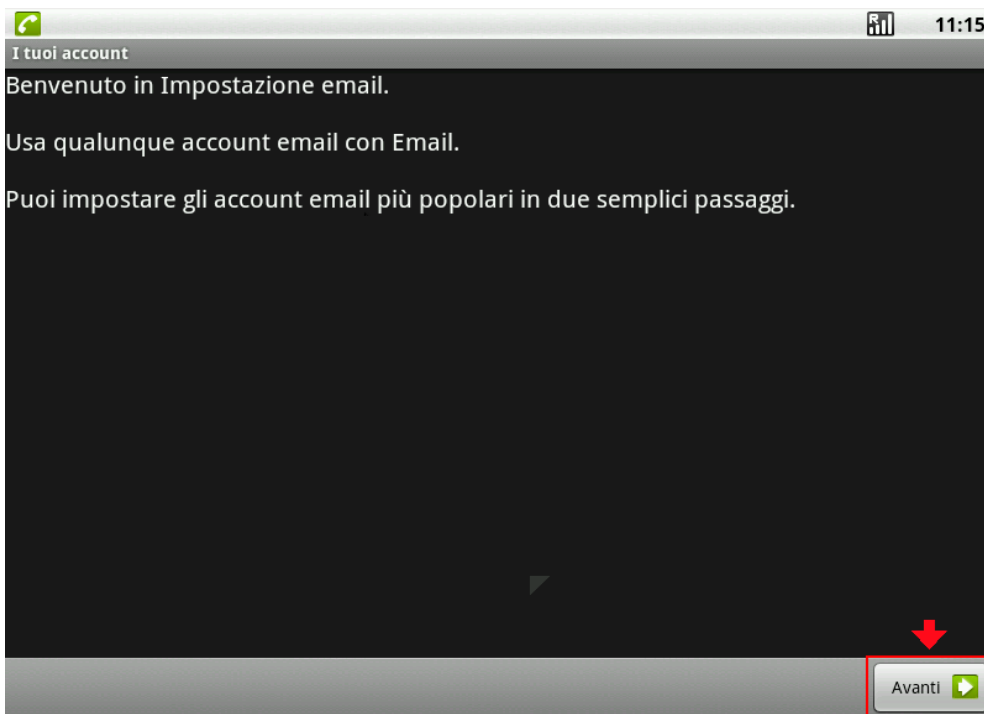 R
11:15
I tuoi account
Benvenuto in Impostazione email.
Usa qualunque account email con Email.
Puoi impostare gli account email più popolari in due semplici passaggi.
Avanti